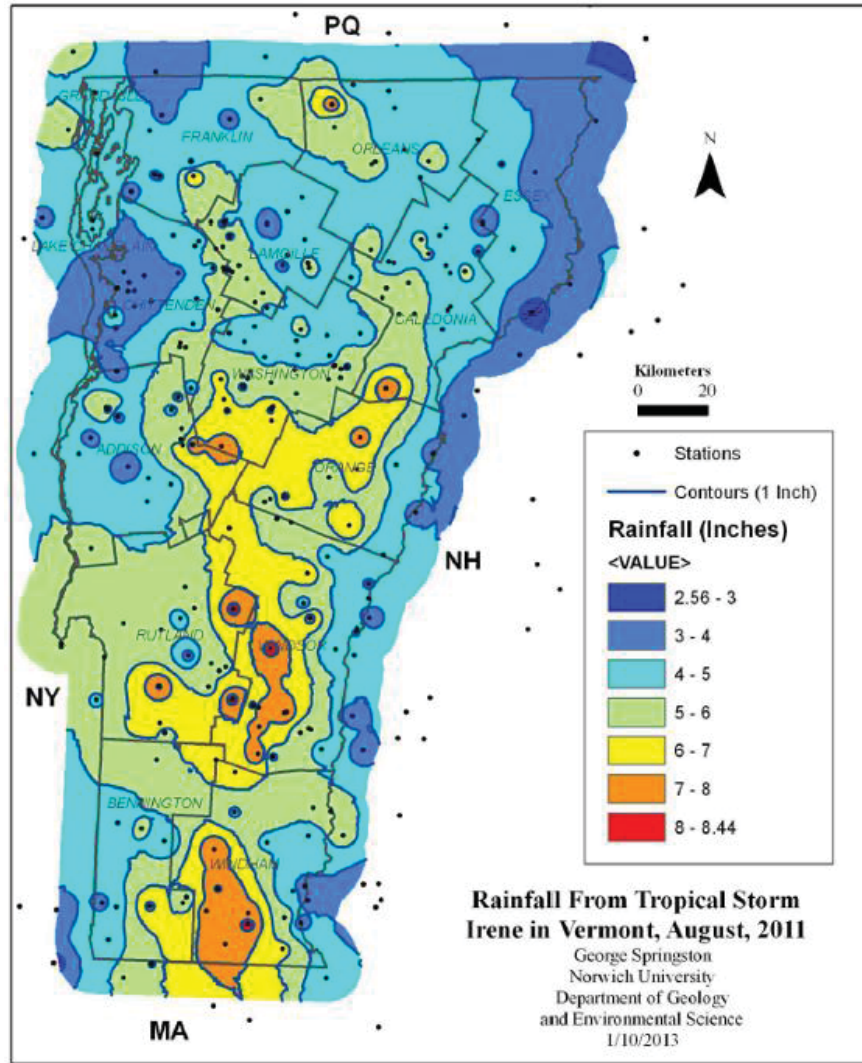 PQ
GRAND ISLE
FRANKLIN
ORLEANS
ESSEX
N
LAKE CHAMPLAIN
LAMOILLE
CHITTENDEN
CALEDONIA
WASHINGTON
Kilometers
0 20
ADDISON
ORANGE
Stations
Contours (1 Inch)
Rainfall (Inches)
<VALUE>
2.56 - 3
3 - 4
4 - 5
5 - 6
6 - 7
7 - 8
8 - 8.44
NH
RUTLAND
WINDSOR
NY
BENNINGTON
WINDHAM
Rainfall From Tropical Storm
Irene in Vermont, August, 2011
George Springston
Norwich University
Department of Geology
and Environmental Science
1/10/2013
MA